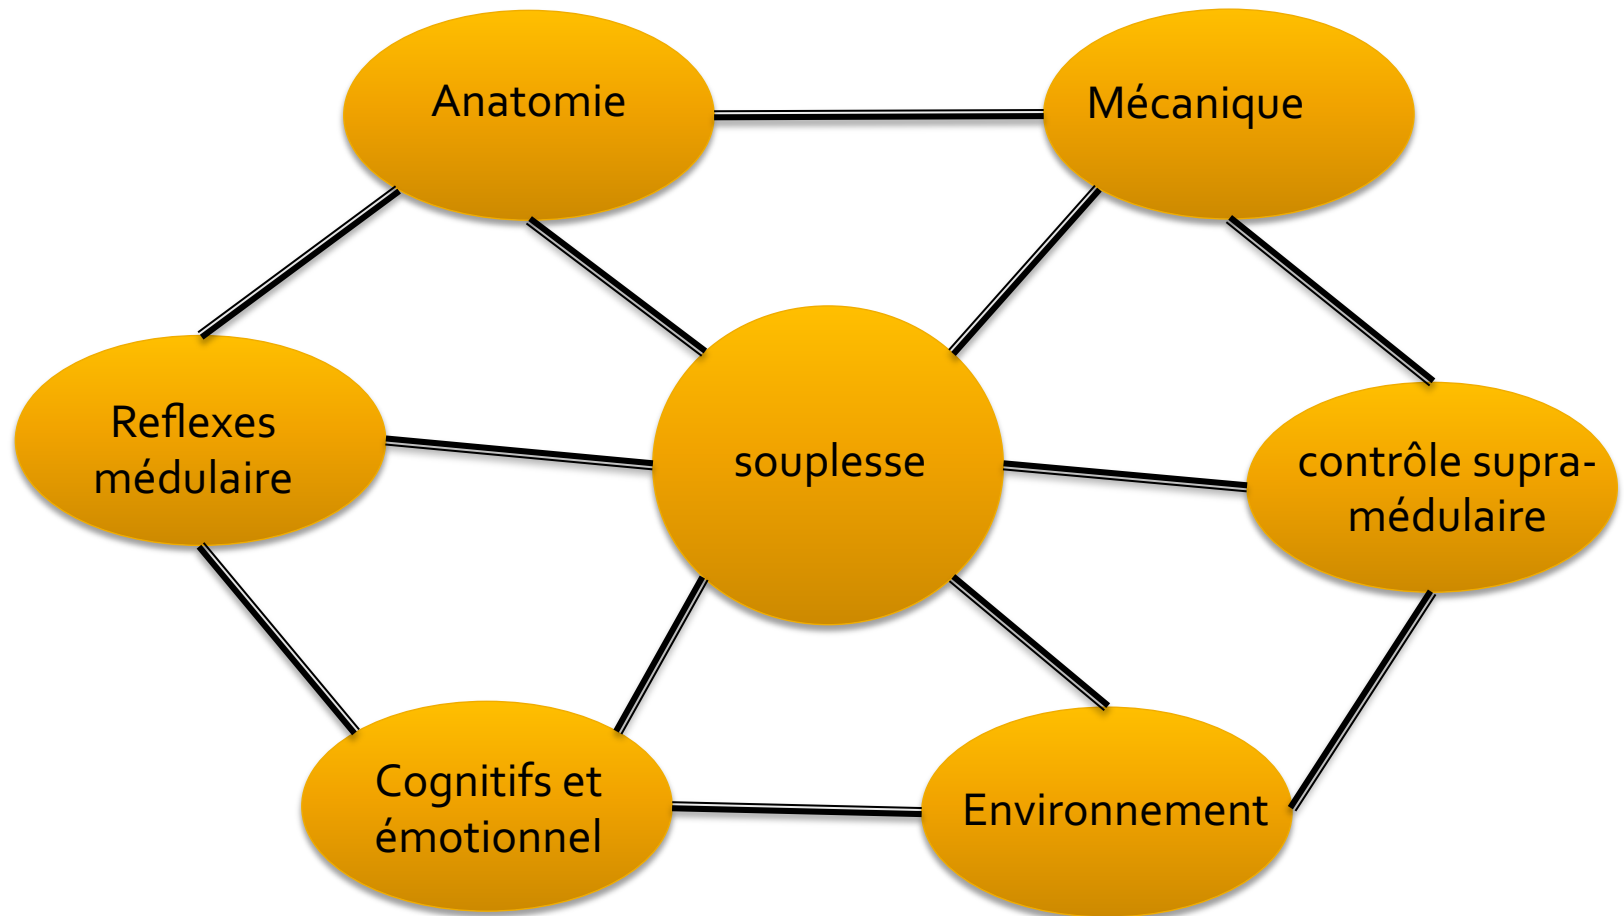 Anatomie
Mécanique
Reflexes
médulaire
souplesse
contrôle supra-
médulaire
Cognitifs et
émotionnel
Environnement